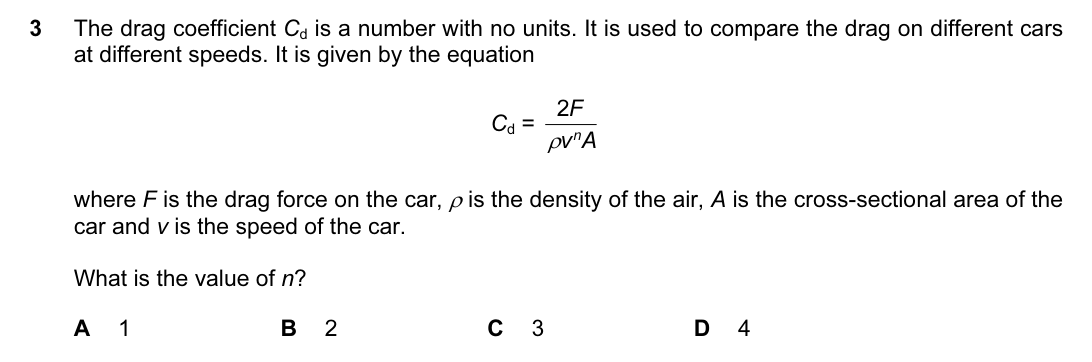 3 The drag coefficient Cd is a number with no units. It is used to compare the drag on different cars
at different speeds. It is given by the equation
Cd = 2F / ρvⁿA
where F is the drag force on the car, ρ is the density of the air, A is the cross-sectional area of the
car and v is the speed of the car.
What is the value of n?
A 1 B 2 C 3 D 4